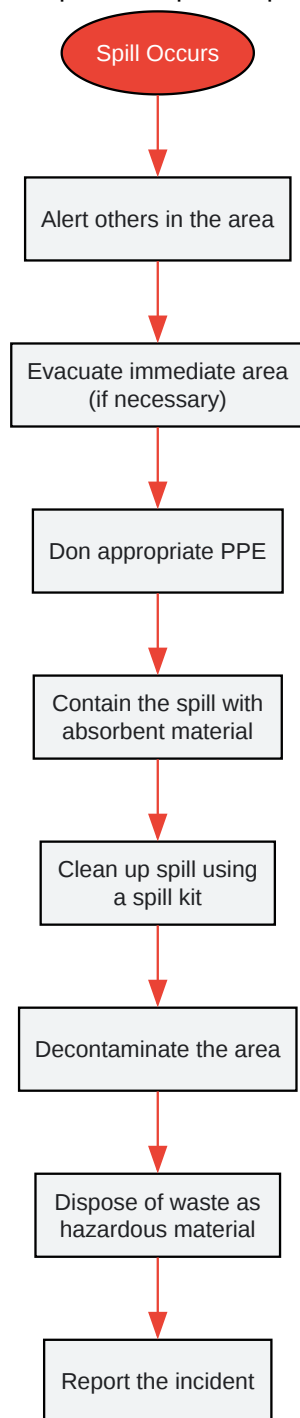 Spill Occurs
Alert others in the area
Evacuate immediate area
(if necessary)
Don appropriate PPE
Contain the spill with
absorbent material
Clean up spill using
a spill kit
Decontaminate the area
Dispose of waste as
hazardous material
Report the incident